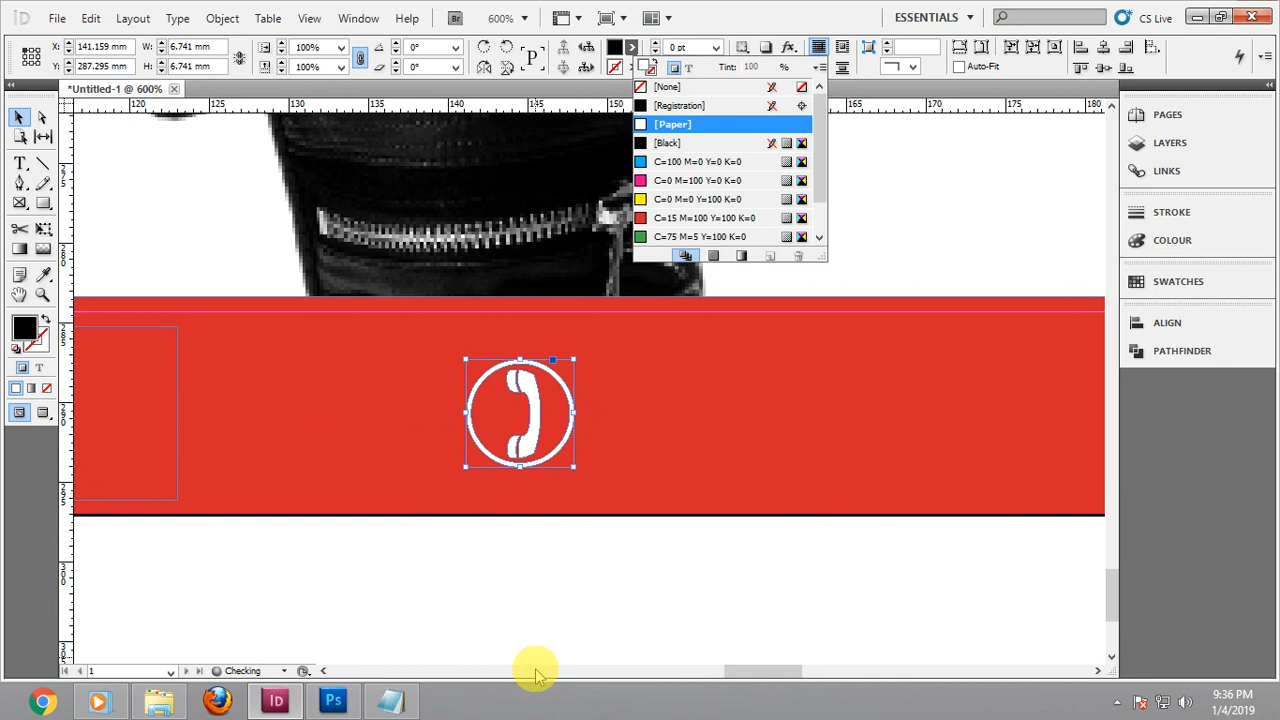 File Edit Layout Type Object Table View Window Help Br 600% ESSENTIALS CS Live
X: 141.159 mm W: 6.741 mm 100% 0° 0 pt
Y: 287.295 mm H: 6.741 mm 100% 0° Tint: 100 % Auto-Fit
*Untitled-1 @ 600%
120 125 130 135 140 145 150 165 170 175 180
[None]
[Registration]
[Paper]
[Black]
C=100 M=0 Y=0 K=0
C=0 M=100 Y=0 K=0
C=0 M=0 Y=100 K=0
C=15 M=100 Y=100 K=0
C=75 M=5 Y=100 K=0
PAGES
LAYERS
LINKS
STROKE
COLOUR
SWATCHES
ALIGN
PATHFINDER
1 Checking
Id Ps
9:36 PM
1/4/2019